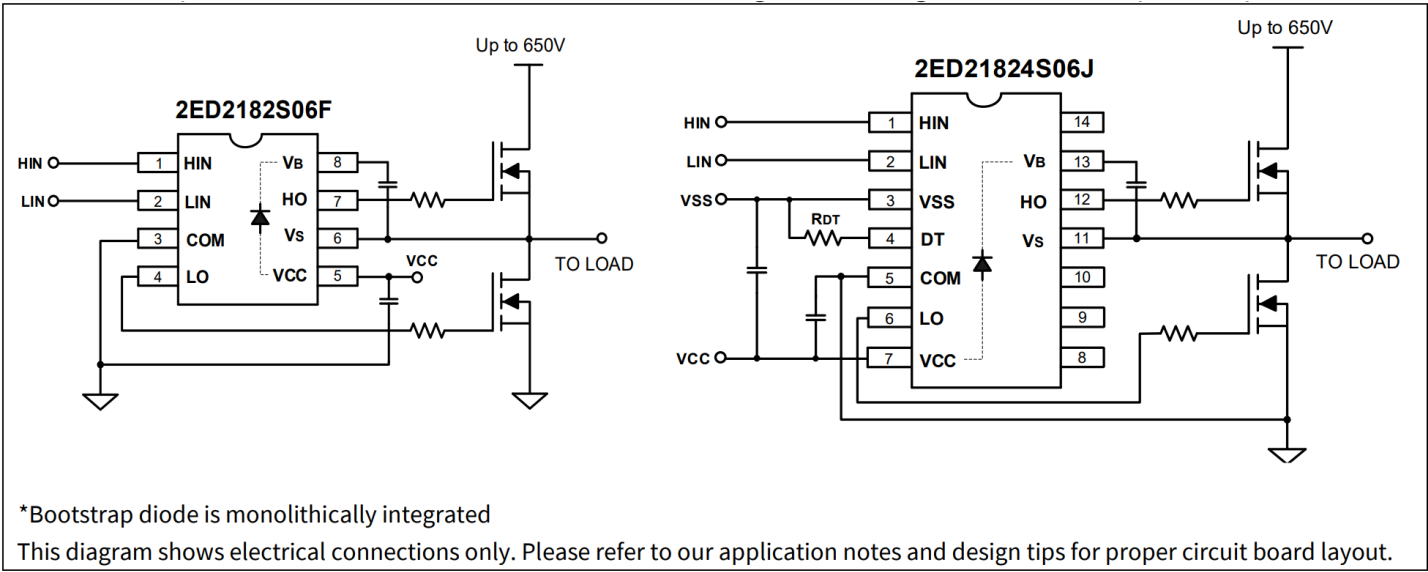 Up to 650V
2ED2182S06F
HIN
1 HIN
VB 8
LIN
2 LIN
HO 7
3 COM
VS 6
4 LO
VCC 5
VCC
TO LOAD
Up to 650V
2ED21824S06J
HIN
1 HIN
14
LIN
2 LIN
VB 13
VSS
3 VSS
HO 12
RDT
4 DT
VS 11
TO LOAD
5 COM
10
6 LO
9
VCC
7 VCC
8
*Bootstrap diode is monolithically integrated
This diagram shows electrical connections only. Please refer to our application notes and design tips for proper circuit board layout.